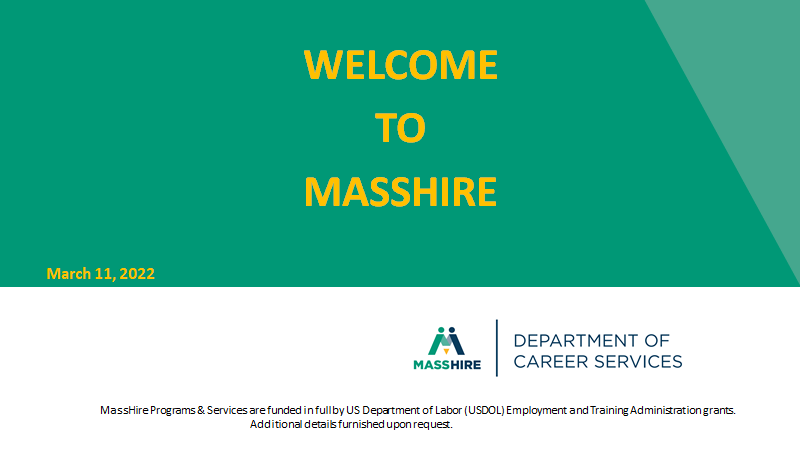 WELCOME
TO
MASSHIRE
March 11, 2022
MASSHIRE
DEPARTMENT OF
CAREER SERVICES
MassHire Programs & Services are funded in full by US Department of Labor (USDOL) Employment and Training Administration grants.
Additional details furnished upon request.